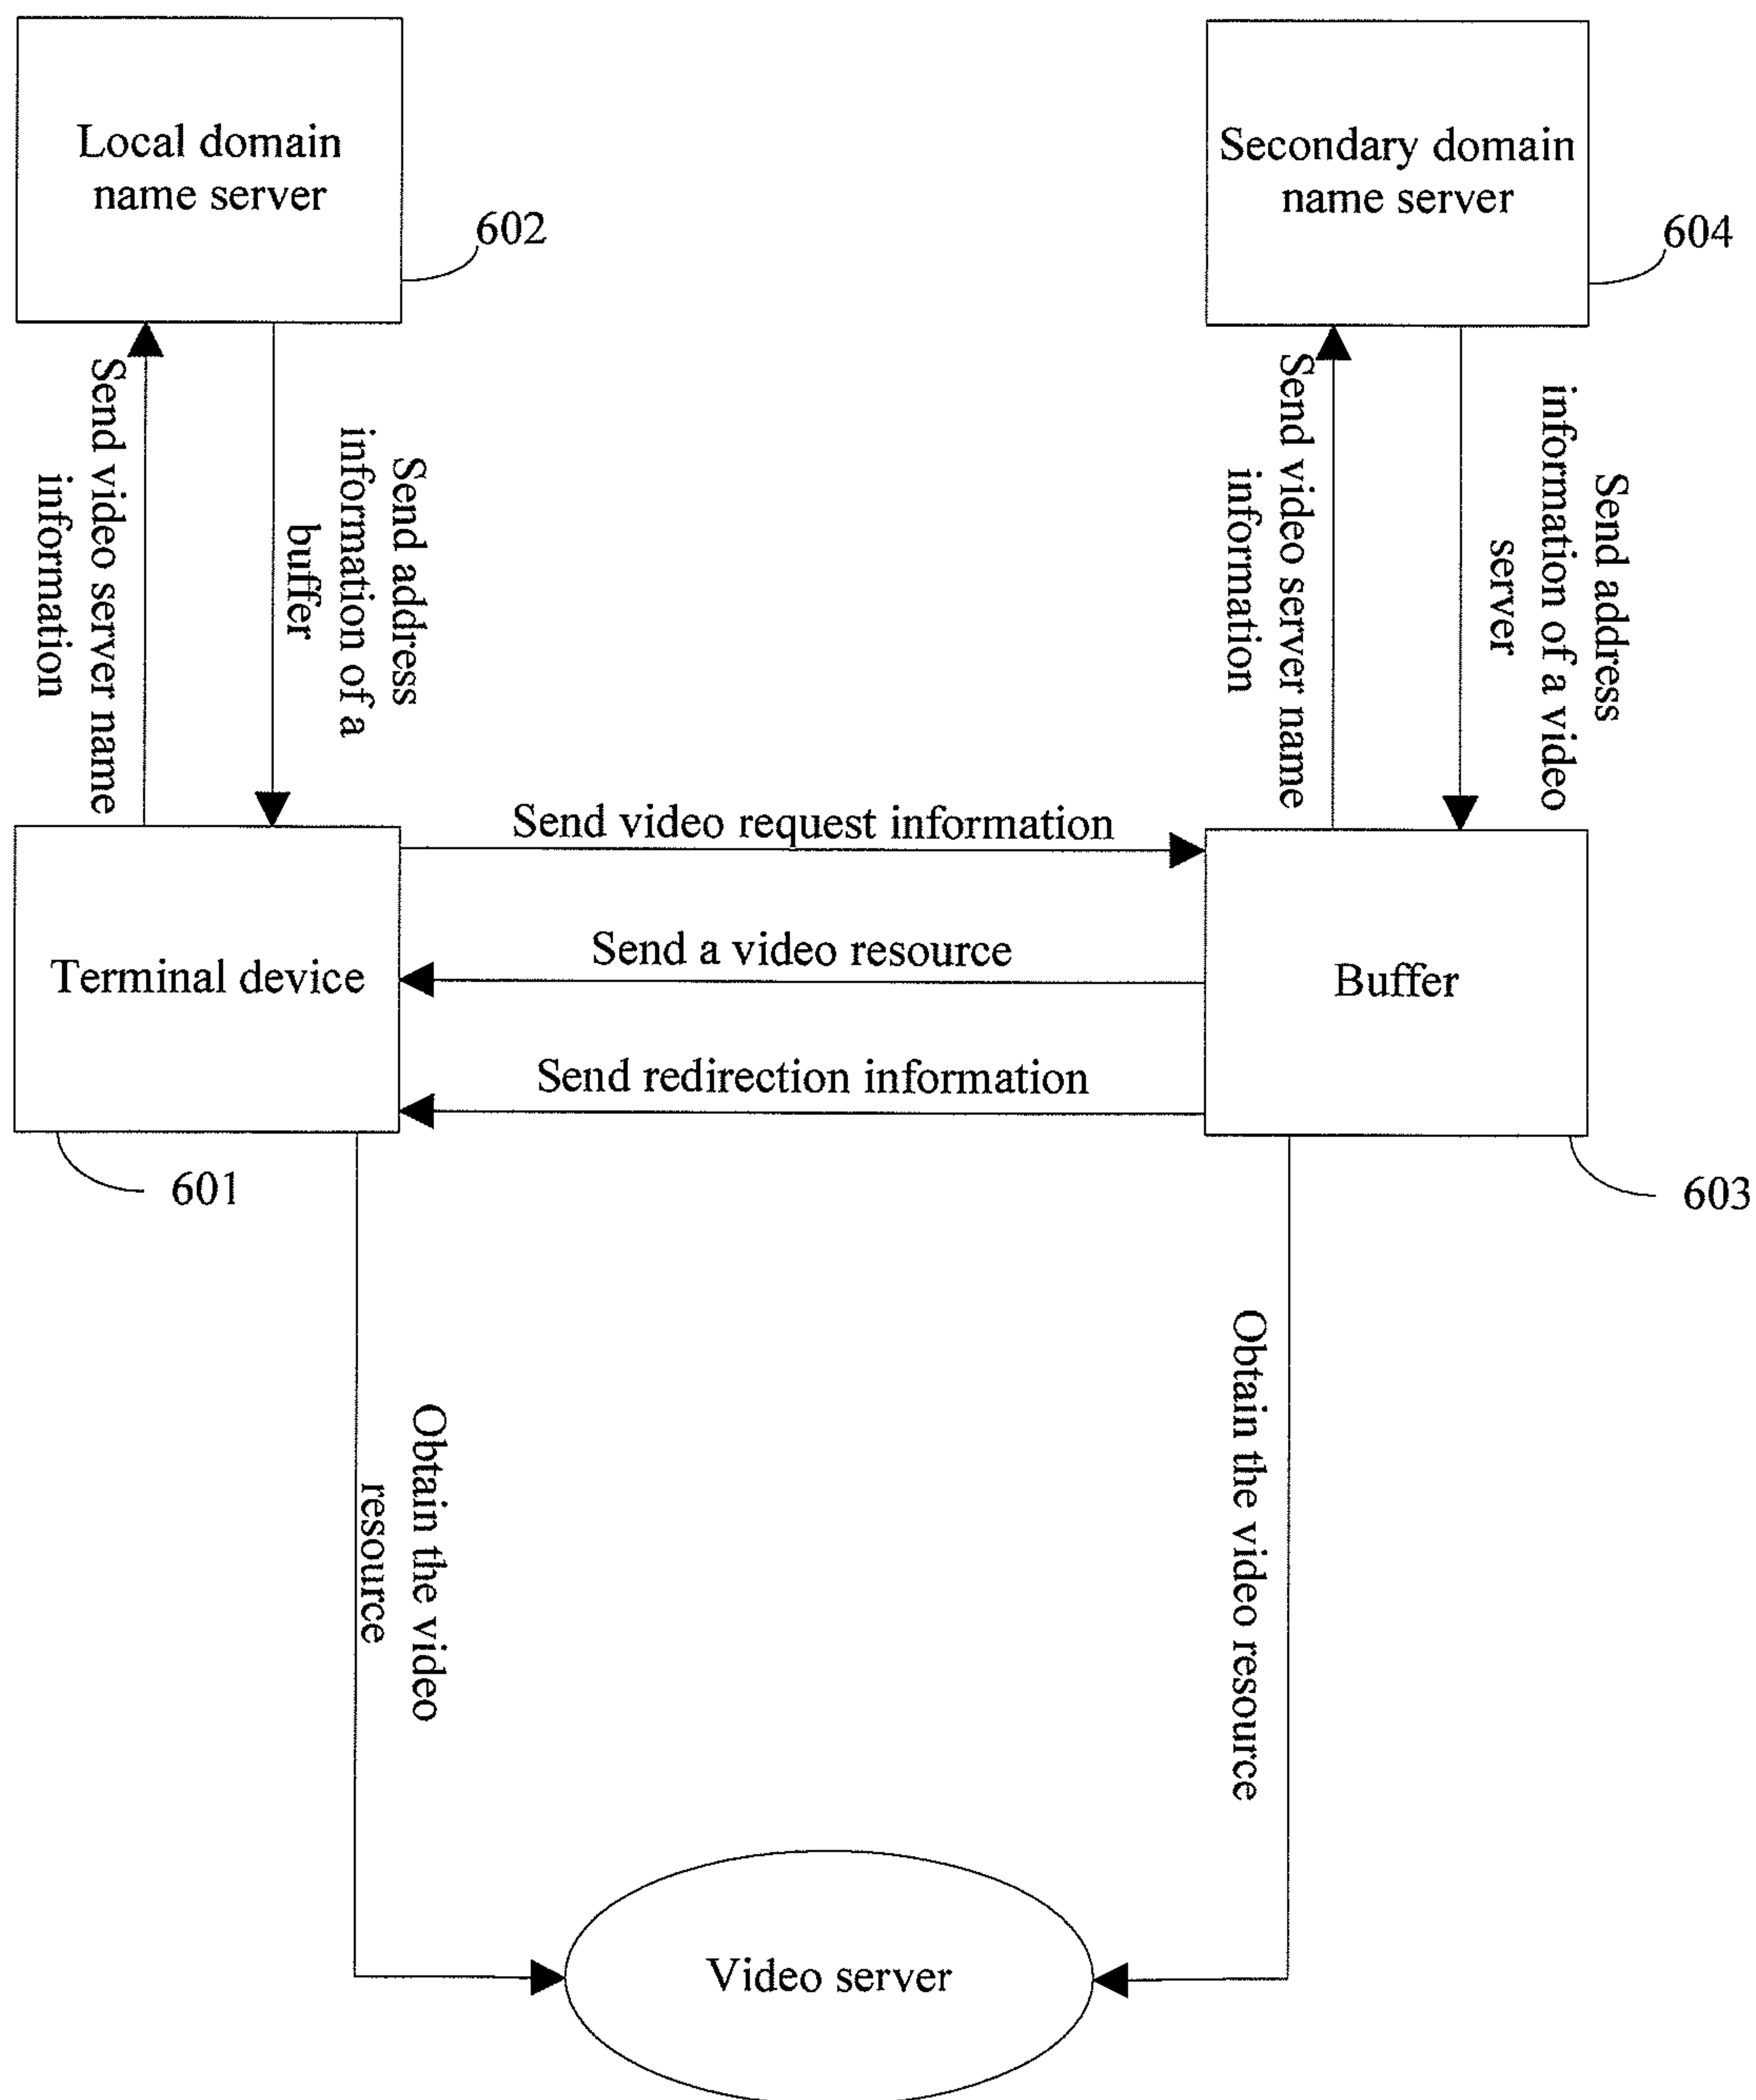 Local domain
name server
602
Secondary domain
name server
604
Send video server name
information
Send address
information of a
buffer
Send video server name
information
Send address
information of a video
server
Send video request information
Send a video resource
Send redirection information
Terminal device
601
Buffer
603
Obtain the video
resource
Obtain the video resource
Video server